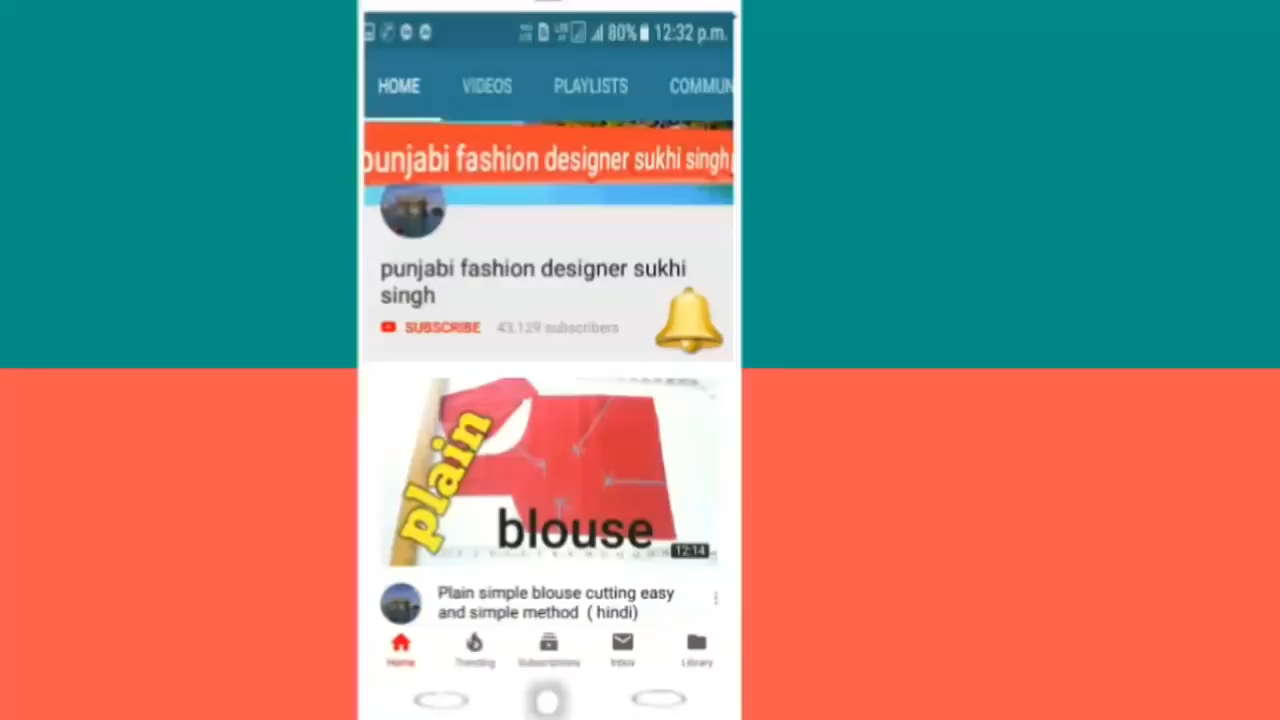 80% 12:32 p.m.
HOME VIDEOS PLAYLISTS COMMUN
punjabi fashion designer sukhi singh
punjabi fashion designer sukhi
singh
SUBSCRIBE 43,129 subscribers
plain
blouse
12:14
Plain simple blouse cutting easy
and simple method ( hindi)
Home Trending Subscriptions Inbox Library